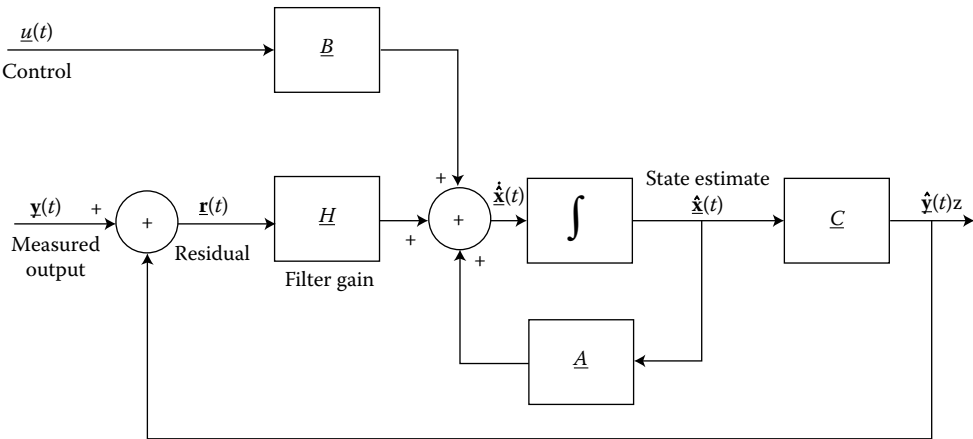 u(t)
B
Control
+
State estimate
y(t)
+
+
r(t)
H
+
+
ẋ̂(t)
∫
x̂(t)
C
ŷ(t)z
Measured
output
Residual
Filter gain
+
A